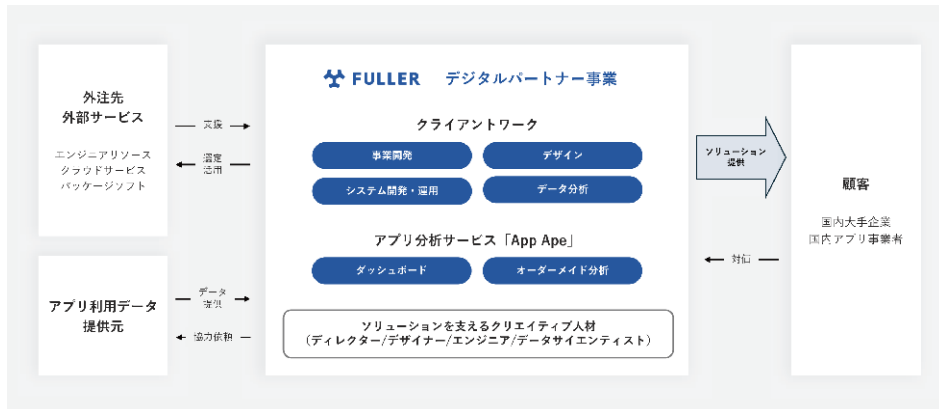 外注先
外部サービス
エンジニアリソース
クラウドサービス
パッケージソフト
アプリ利用データ
提供元
支援
選定
活用
データ
提供
協力依頼
FULLER デジタルパートナー事業
クライアントワーク
事業開発
デザイン
システム開発・運用
データ分析
アプリ分析サービス「App Ape」
ダッシュボード
オーダーメイド分析
ソリューションを支えるクリエイティブ人材
（ディレクター/デザイナー/エンジニア/データサイエンティスト）
ソリューション
提供
対価
顧客
国内大手企業
国内アプリ事業者